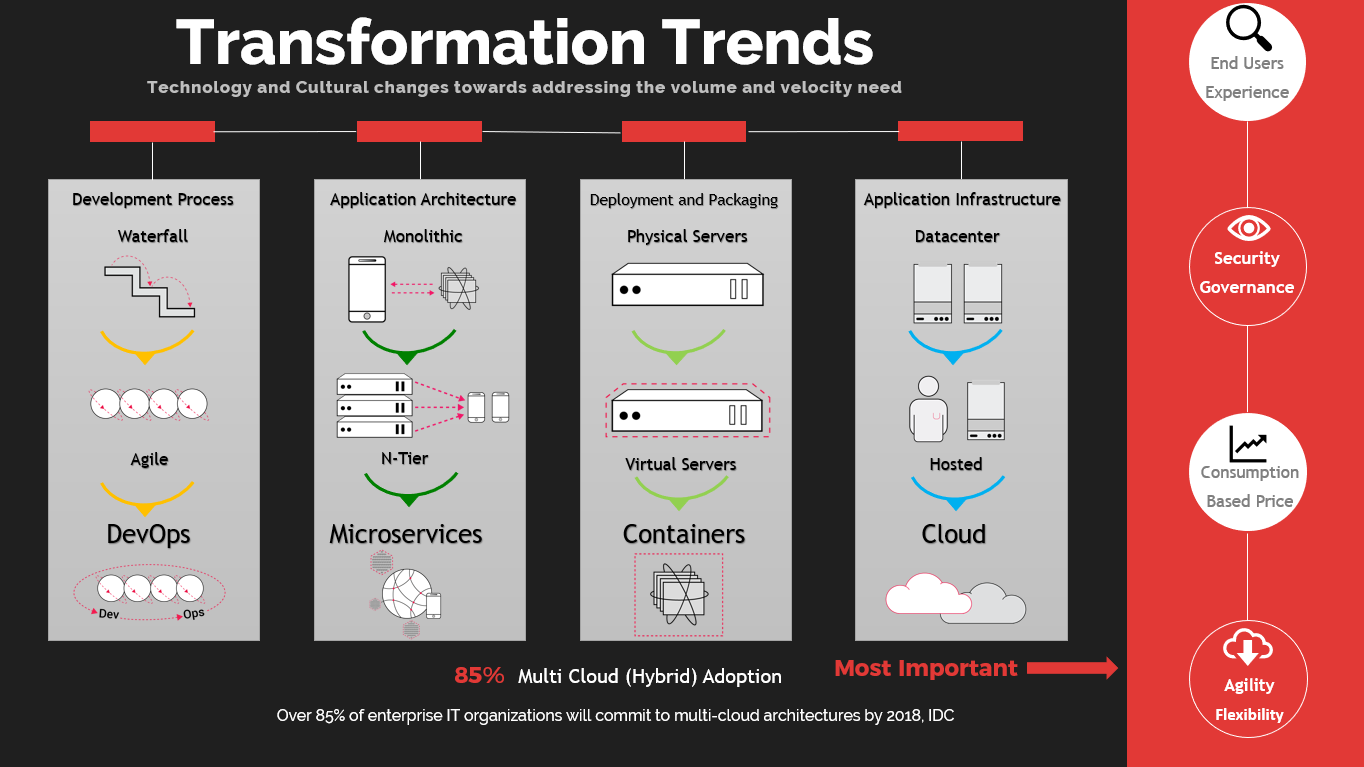 Transformation Trends
Technology and Cultural changes towards addressing the volume and velocity need
Development Process
Waterfall
Agile
DevOps
Dev
Ops
Application Architecture
Monolithic
N-Tier
Microservices
Deployment and Packaging
Physical Servers
Virtual Servers
Containers
Application Infrastructure
Datacenter
Hosted
Cloud
85% Multi Cloud (Hybrid) Adoption
Over 85% of enterprise IT organizations will commit to multi-cloud architectures by 2018, IDC
Most Important
End Users
Experience
Security
Governance
Consumption
Based Price
Agility
Flexibility